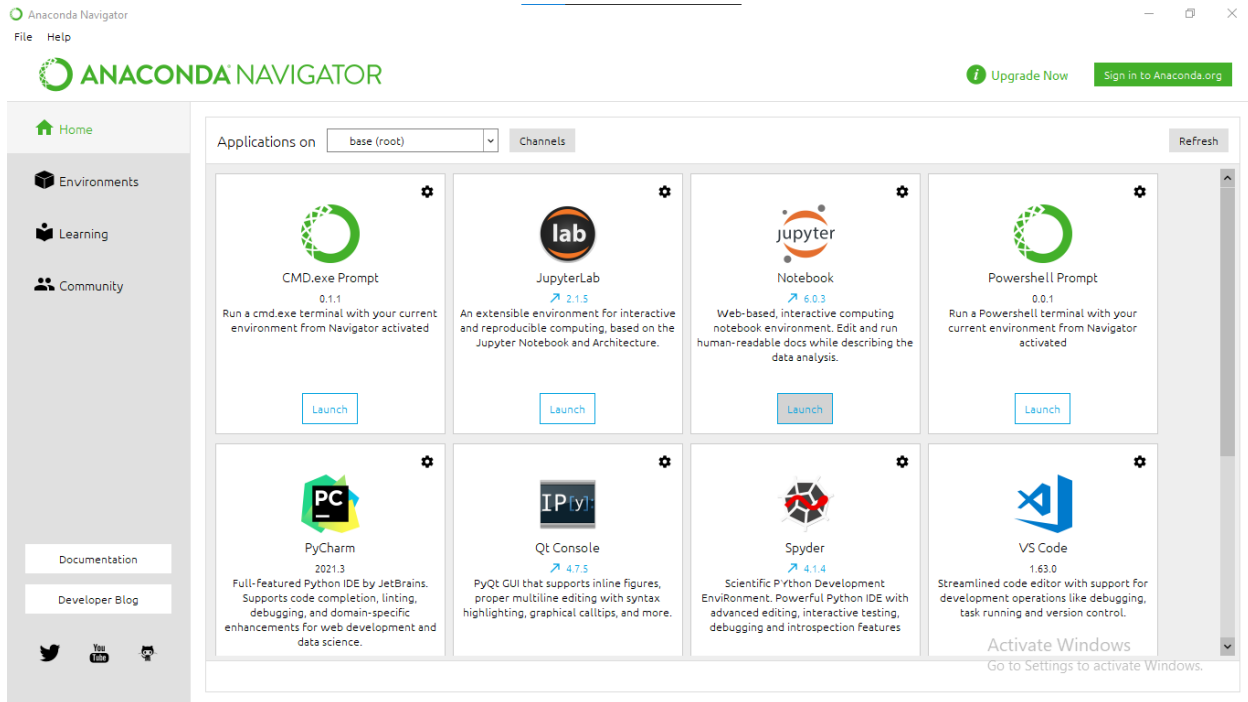 Anaconda Navigator
File Help
ANACONDA NAVIGATOR
i Upgrade Now
Sign in to Anaconda.org
Home
Environments
Learning
Community
Documentation
Developer Blog
You Tube
Applications on base (root) Channels Refresh
CMD.exe Prompt
0.1.1
Run a cmd.exe terminal with your current
environment from Navigator activated
Launch
lab
JupyterLab
2.1.5
An extensible environment for interactive
and reproducible computing, based on the
Jupyter Notebook and Architecture.
Launch
jupyter
Notebook
6.0.3
Web-based, interactive computing
notebook environment. Edit and run
human-readable docs while describing the
data analysis.
Launch
Powershell Prompt
0.0.1
Run a Powershell terminal with your
current environment from Navigator
activated
Launch
PC
PyCharm
2021.3
Full-featured Python IDE by JetBrains.
Supports code completion, linting,
debugging, and domain-specific
enhancements for web development and
data science.
IP[y]:
Qt Console
4.7.5
PyQt GUI that supports inline figures,
proper multiline editing with syntax
highlighting, graphical calltips, and more.
Spyder
4.1.4
Scientific PYthon Development
EnviRonment. Powerful Python IDE with
advanced editing, interactive testing,
debugging and introspection features
VS Code
1.63.0
Streamlined code editor with support for
development operations like debugging,
task running and version control.
Activate Windows
Go to Settings to activate Windows.